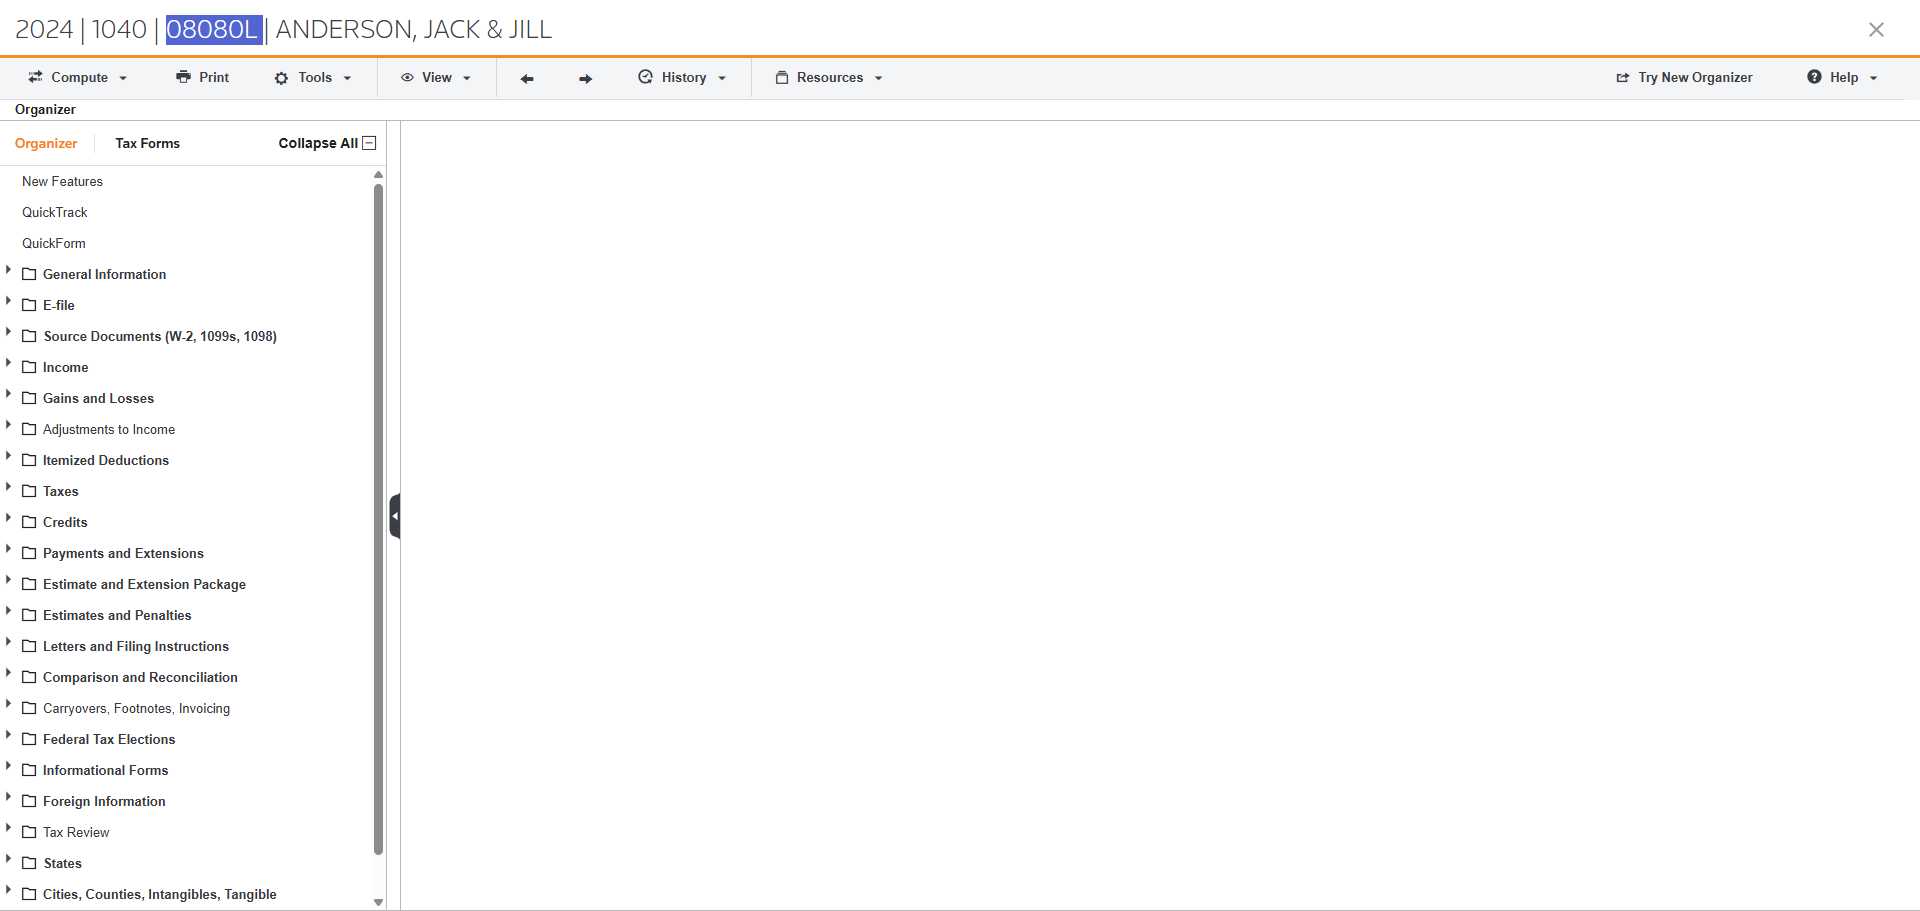 2024 | 1040 | 08080L | ANDERSON, JACK & JILL
Compute Print Tools View History Resources Try New Organizer Help
Organizer
Organizer Tax Forms Collapse All
New Features
QuickTrack
QuickForm
General Information
E-file
Source Documents (W-2, 1099s, 1098)
Income
Gains and Losses
Adjustments to Income
Itemized Deductions
Taxes
Credits
Payments and Extensions
Estimate and Extension Package
Estimates and Penalties
Letters and Filing Instructions
Comparison and Reconciliation
Carryovers, Footnotes, Invoicing
Federal Tax Elections
Informational Forms
Foreign Information
Tax Review
States
Cities, Counties, Intangibles, Tangible